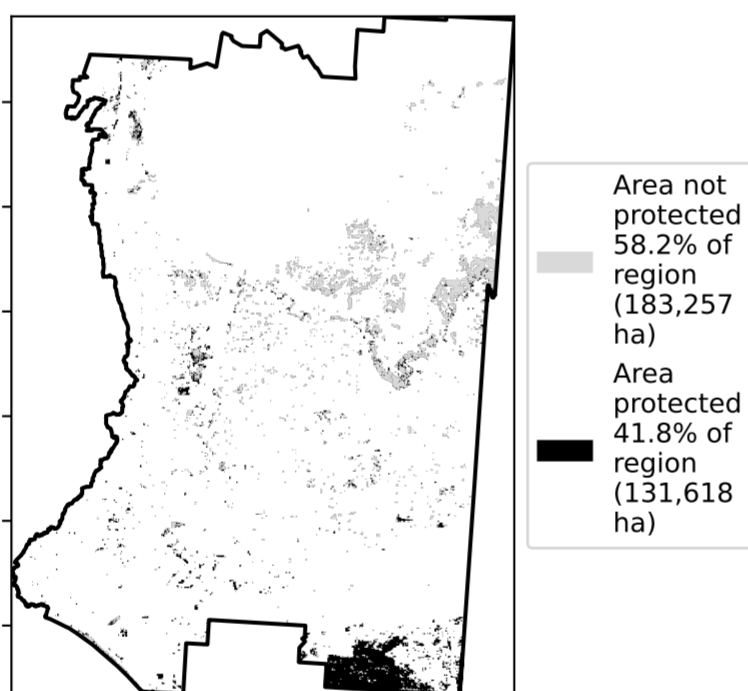 Area not
protected
58.2% of
region
(183,257
ha)
Area
protected
41.8% of
region
(131,618
ha)